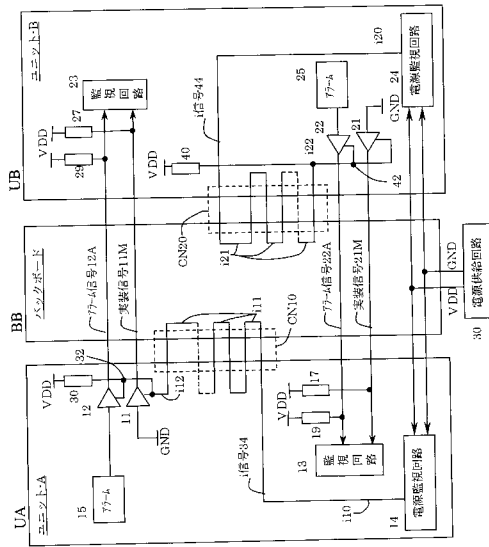 UB
ユニット・B
VDD
29
27
23
監視回路
VDD
40
i信号44
25
アラーム
22
21
i22
GND
i20
24
電源監視回路
42
CN20
i21
BB
バックボード
アラーム信号12A
実装信号11M
i11
CN10
アラーム信号22A
実装信号21M
VDD
GND
電源供給回路
30
UA
ユニット・A
VDD
30
32
12
11
i12
GND
15
アラーム
i信号34
VDD
19
17
13
監視回路
i10
電源監視回路
14